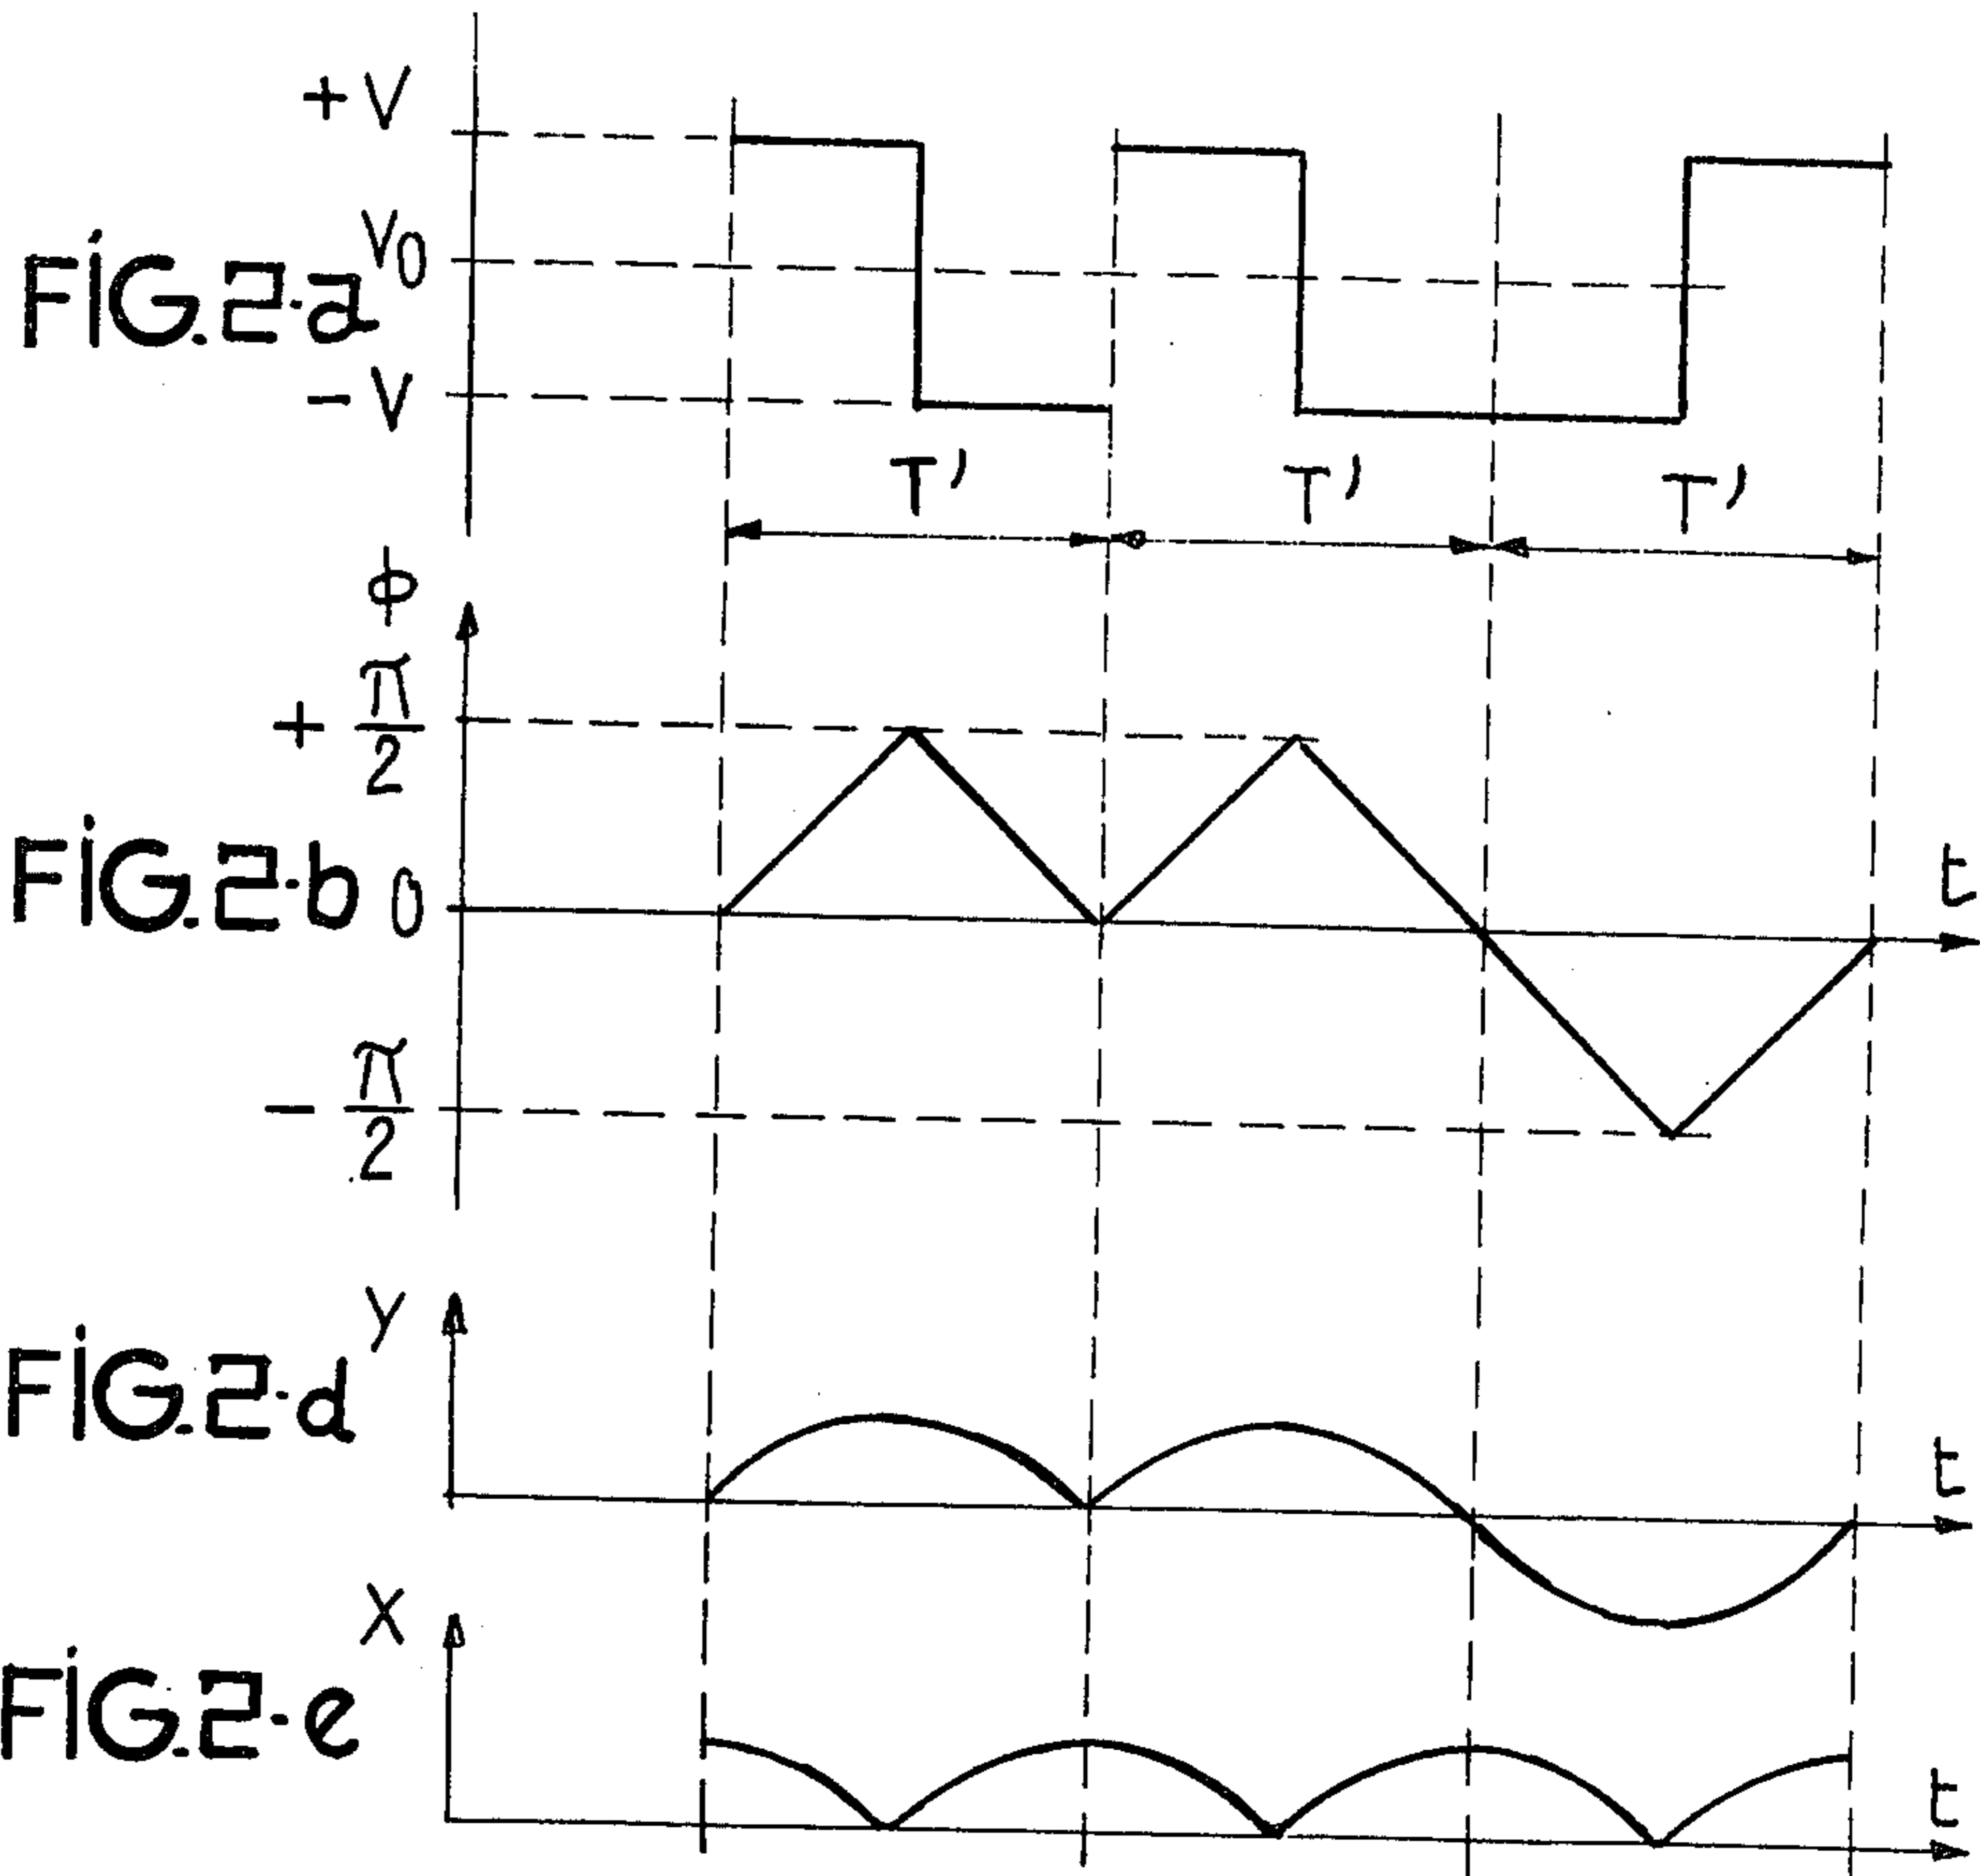 +V
V0
FIG.2-a
-V
T' T' T'
ϕ
+ π/2
FIG.2-b 0 t
- π/2
Y
FIG.2-d
t
X
FIG.2-e
t